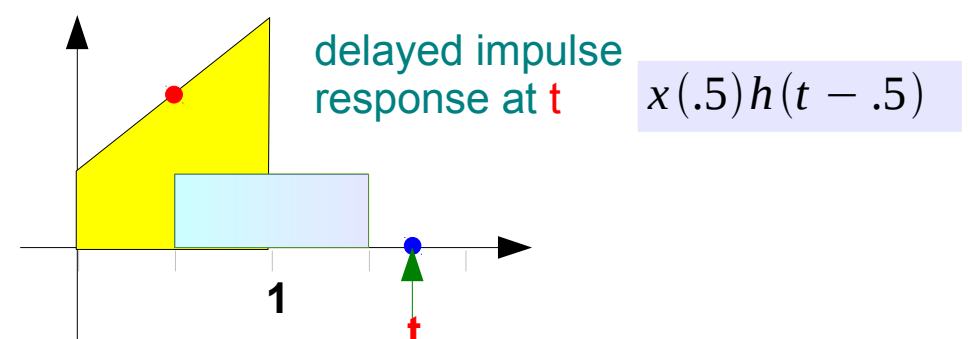 delayed impulse
response at t
x(.5)h(t − .5)
1
t